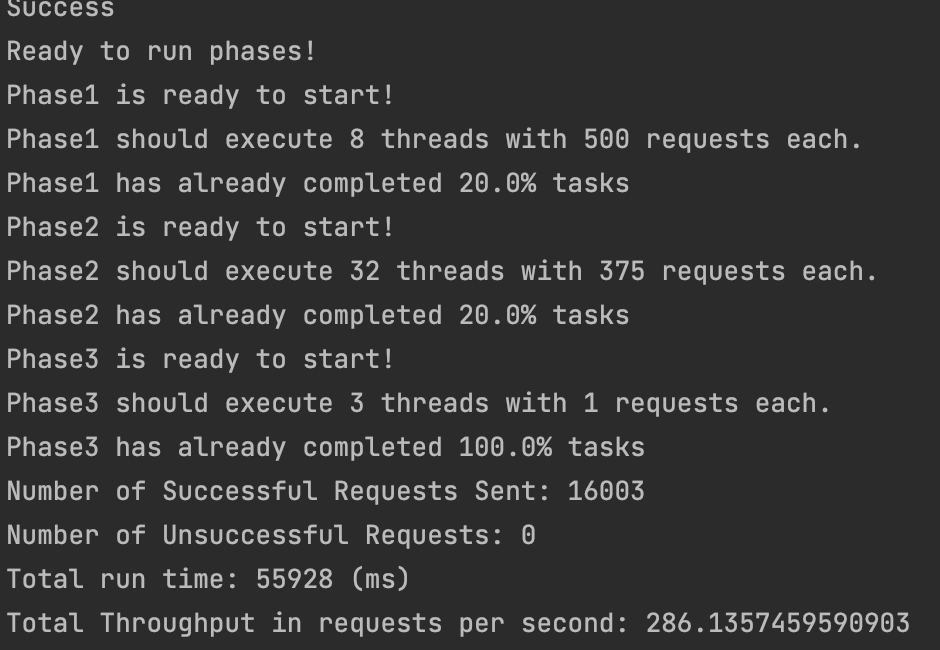 Success
Ready to run phases!
Phase1 is ready to start!
Phase1 should execute 8 threads with 500 requests each.
Phase1 has already completed 20.0% tasks
Phase2 is ready to start!
Phase2 should execute 32 threads with 375 requests each.
Phase2 has already completed 20.0% tasks
Phase3 is ready to start!
Phase3 should execute 3 threads with 1 requests each.
Phase3 has already completed 100.0% tasks
Number of Successful Requests Sent: 16003
Number of Unsuccessful Requests: 0
Total run time: 55928 (ms)
Total Throughput in requests per second: 286.1357459590903